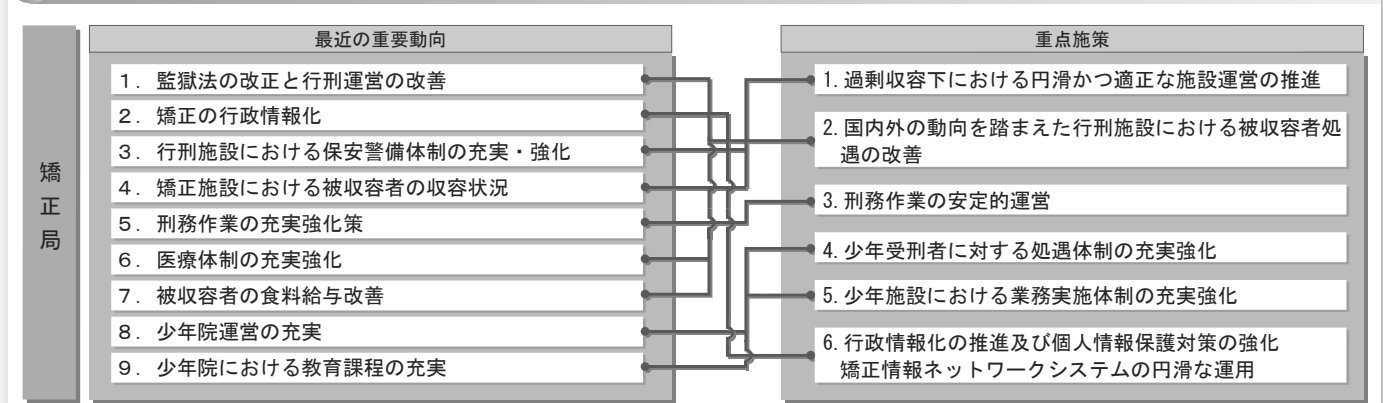 矯正局
最近の重要動向
1. 監獄法の改正と行刑運営の改善
2. 矯正の行政情報化
3. 行刑施設における保安警備体制の充実・強化
4. 矯正施設における被収容者の収容状況
5. 刑務作業の充実強化策
6. 医療体制の充実強化
7. 被収容者の食料給与改善
8. 少年院運営の充実
9. 少年院における教育課程の充実
重点施策
1. 過剰収容下における円滑かつ適正な施設運営の推進
2. 国内外の動向を踏まえた行刑施設における被収容者処
遇の改善
3. 刑務作業の安定的運営
4. 少年受刑者に対する処遇体制の充実強化
5. 少年施設における業務実施体制の充実強化
6. 行政情報化の推進及び個人情報保護対策の強化
矯正情報ネットワークシステムの円滑な運用